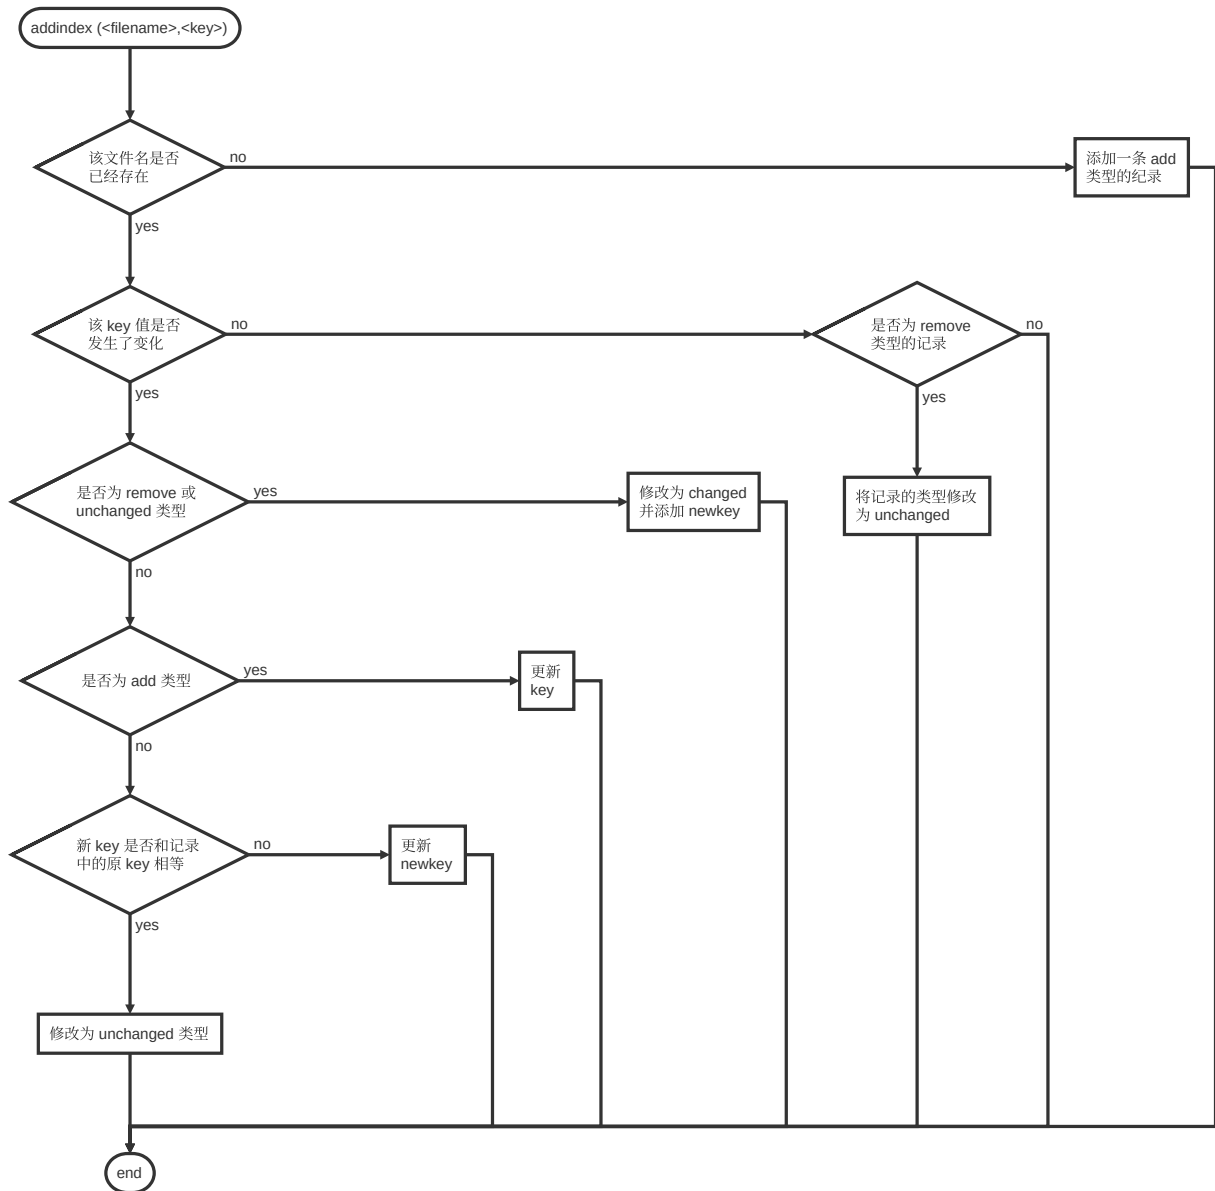 addindex (<filename>,<key>)
该文件名是否
已经存在
no
添加一条 add
类型的纪录
yes
该 key 值是否
发生了变化
no
是否为 remove
类型的记录
no
yes
yes
是否为 remove 或
unchanged 类型
yes
修改为 changed
并添加 newkey
将记录的类型修改
为 unchanged
no
是否为 add 类型
yes
更新
key
no
新 key 是否和记录
中的原 key 相等
no
更新
newkey
yes
修改为 unchanged 类型
end